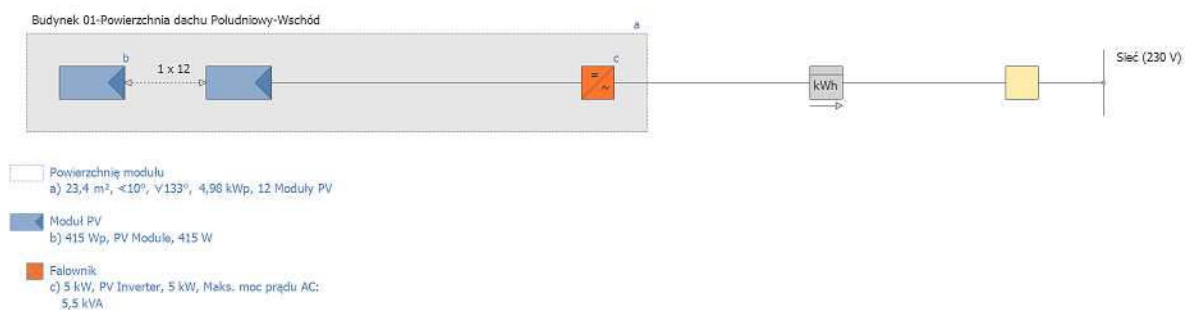 Budynek 01-Powierzchnia dachu Południowy-Wschód
a
b
1 x 12
c
=
~
kWh
Sieć (230 V)
Powierzchnię modułu
a) 23,4 m², <10°, ∨133°, 4,98 kWp, 12 Moduły PV
Moduł PV
b) 415 Wp, PV Module, 415 W
Falownik
c) 5 kW, PV Inverter, 5 kW, Maks. moc prądu AC:
5,5 kVA